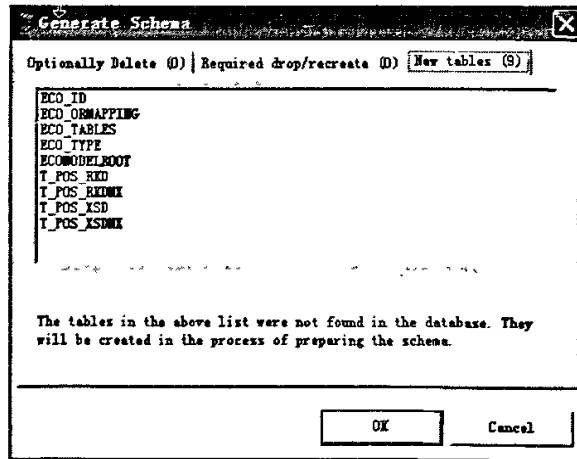 Generate Schema
Optionally Delete (0) Required drop/recreate (0) New tables (9)
ECO_ID
ECO_ORMAPPING
ECO_TABLES
ECO_TYPE
ECOMODELROOT
T_POS_RKD
T_POS_RKDMX
T_POS_XSD
T_POS_XSDMX
The tables in the above list were not found in the database. They
will be created in the process of preparing the schema.
OK Cancel